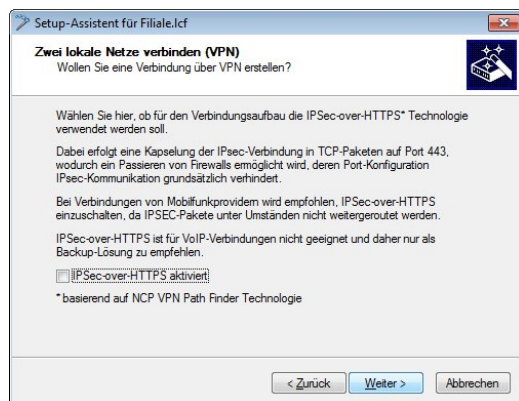 Setup-Assistent für Filiale.lcf
Zwei lokale Netze verbinden (VPN)
Wollen Sie eine Verbindung über VPN erstellen?
Wählen Sie hier, ob für den Verbindungsaufbau die IPSec-over-HTTPS* Technologie
verwendet werden soll.
Dabei erfolgt eine Kapselung der IPsec-Verbindung in TCP-Paketen auf Port 443,
wodurch ein Passieren von Firewalls ermöglicht wird, deren Port-Konfiguration
IPsec-Kommunikation grundsätzlich verhindert.
Bei Verbindungen von Mobilfunkprovidern wird empfohlen, IPSec-over-HTTPS
einzuschalten, da IPSEC-Pakete unter Umständen nicht weitergeroutet werden.
IPSec-over-HTTPS ist für VoIP-Verbindungen nicht geeignet und daher nur als
Backup-Lösung zu empfehlen.
IPSec-over-HTTPS aktiviert
* basierend auf NCP VPN Path Finder Technologie
< Zurück
Weiter >
Abbrechen